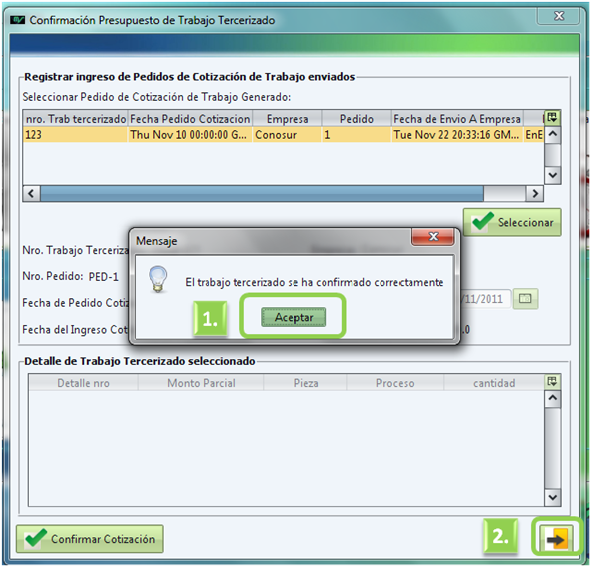 Confirmación Presupuesto de Trabajo Tercerizado
Registrar ingreso de Pedidos de Cotización de Trabajo enviados
Seleccionar Pedido de Cotización de Trabajo Generado:
nro. Trab tercerizado Fecha Pedido Cotizacion Empresa Pedido Fecha de Envio A Empresa
123 Thu Nov 10 00:00:00 G... Conosur 1 Tue Nov 22 20:33:16 GM... EnE
Seleccionar
Mensaje
Nro. Trabajo Terceriza
El trabajo tercerizado se ha confirmado correctamente
Nro. Pedido: PED-1
Fecha de Pedido Coti
/11/2011
1.
Aceptar
Fecha del Ingreso Cot
.0
Detalle de Trabajo Tercerizado seleccionado
Detalle nro Monto Parcial Pieza Proceso cantidad
Confirmar Cotización
2.